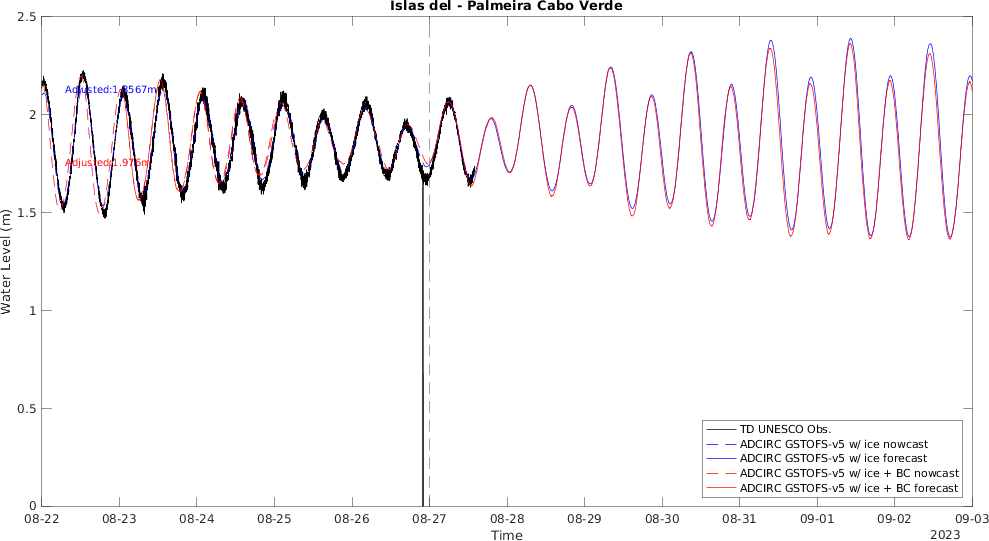 Islas del - Palmeira Cabo Verde
2.5
2
1.5
1
0.5
0
Water Level (m)
Adjusted:1.8567m
Adjusted:1.976m
TD UNESCO Obs.
ADCIRC GSTOFS-v5 w/ ice nowcast
ADCIRC GSTOFS-v5 w/ ice forecast
ADCIRC GSTOFS-v5 w/ ice + BC nowcast
ADCIRC GSTOFS-v5 w/ ice + BC forecast
08-22 08-23 08-24 08-25 08-26 08-27 08-28 08-29 08-30 08-31 09-01 09-02 09-03
Time
2023